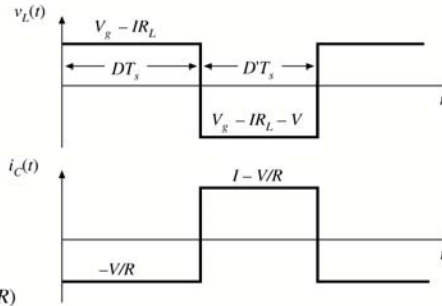 v_L(t)
V_g – IR_L
DT_s
D'T_s
t
V_g – IR_L – V
i_C(t)
I – V/R
t
–V/R
R)